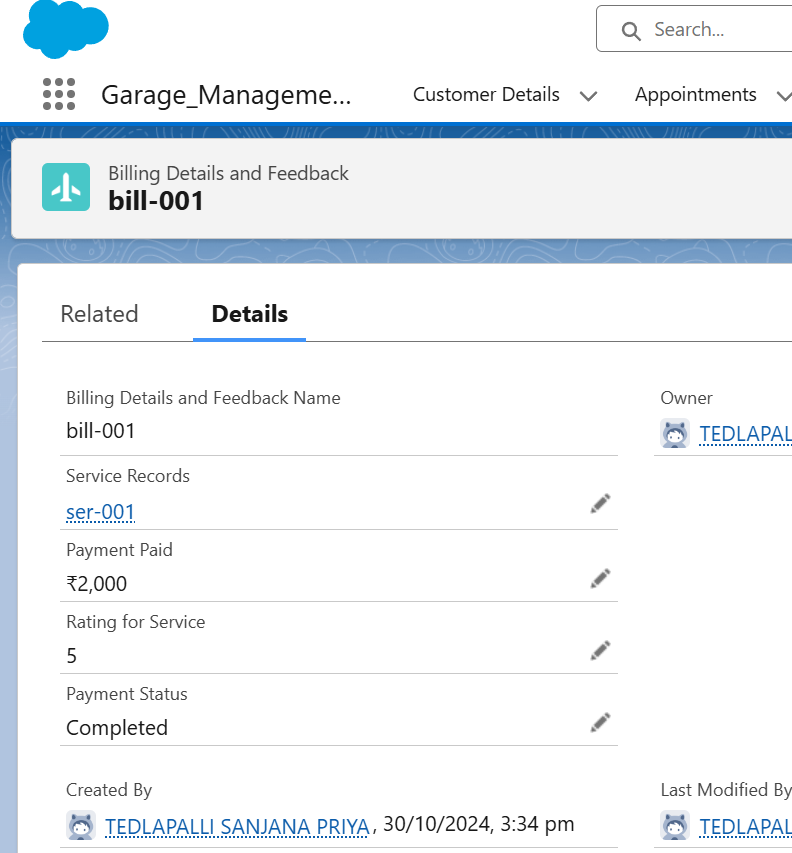 Search...
Garage_Manageme...
Customer Details
Appointments
Billing Details and Feedback
bill-001
Related
Details
Billing Details and Feedback Name
bill-001
Owner
TEDLAPAL
Service Records
ser-001
Payment Paid
₹2,000
Rating for Service
5
Payment Status
Completed
Created By
TEDLAPALLI SANJANA PRIYA, 30/10/2024, 3:34 pm
Last Modified By
TEDLAPAL